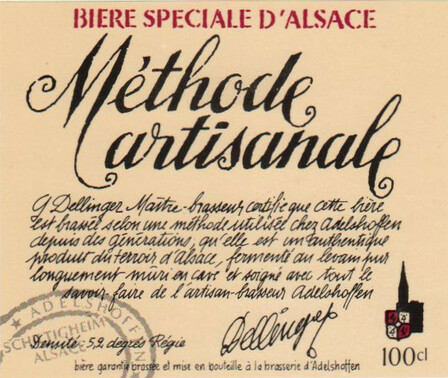 BIERE SPECIALE D'ALSACE
Méthode
artisanale
G Dellinger Maître-brasseur certifie que cette bière
est brassée selon une méthode utilisée chez Adelshoffen
depuis des générations, qu'elle est un authentique
produit du terroir d'Alsace, fermenté au levain pur
longuement mûri en cave et soigné avec tout le
savoir faire de l'artisan-brasseur Adelshoffen
ADELSHOFFEN
SCHILTIGHEIM
ALSACE
Densité : 5,2 degrés Régie
Dellinger
100cl
bière garantie brassée et mise en bouteille à la brasserie d'Adelshoffen